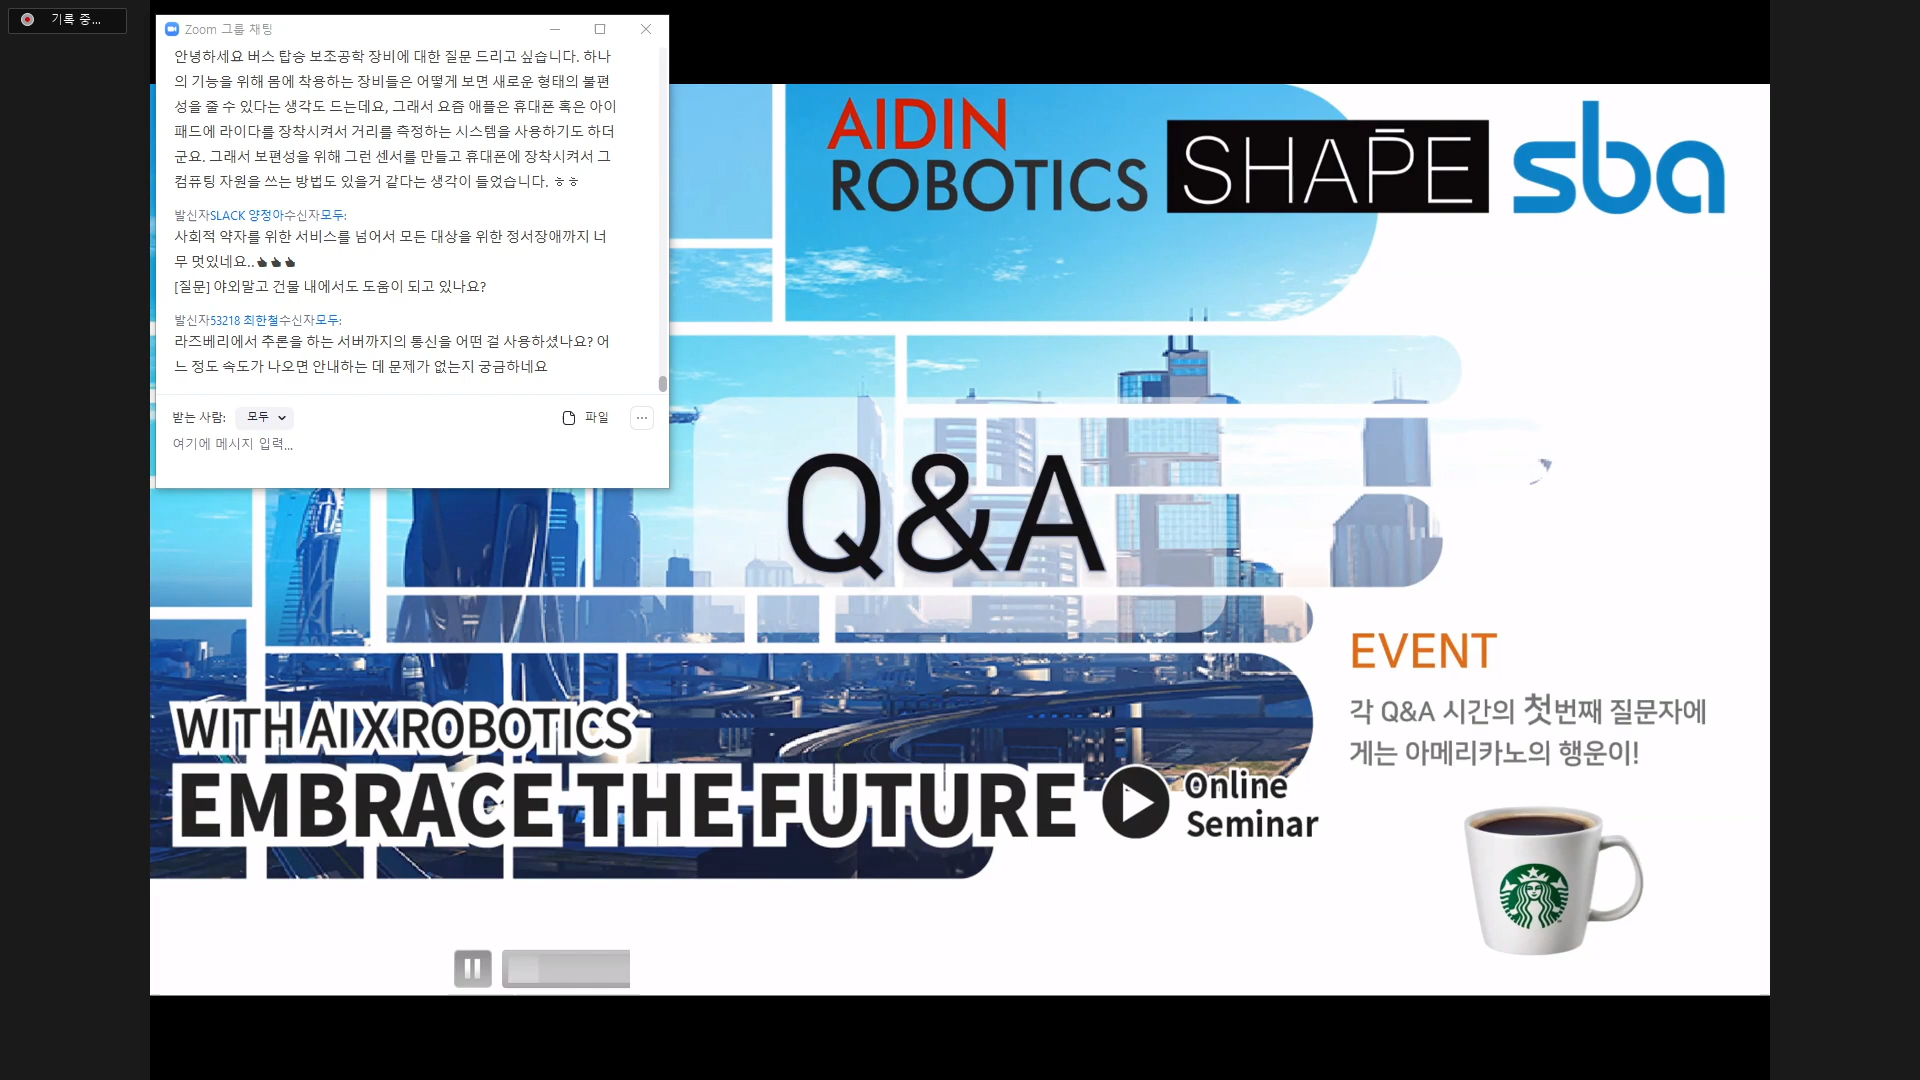 기록 중...
Zoom 그룹 채팅
안녕하세요 버스 탑승 보조공학 장비에 대한 질문 드리고 싶습니다. 하나
의 기능을 위해 몸에 착용하는 장비들은 어떻게 보면 새로운 형태의 불편
성을 줄 수 있다는 생각도 드는데요, 그래서 요즘 애플은 휴대폰 혹은 아이
패드에 라이다를 장착시켜서 거리를 측정하는 시스템을 사용하기도 하더
군요. 그래서 보편성을 위해 그런 센서를 만들고 휴대폰에 장착시켜서 그
컴퓨팅 자원을 쓰는 방법도 있을거 같다는 생각이 들었습니다. ㅎㅎ
발신자SLACK 양정아수신자모두:
사회적 약자를 위한 서비스를 넘어서 모든 대상을 위한 정서장애까지 너
무 멋있네요..👍👍👍
[질문] 야외말고 건물 내에서도 도움이 되고 있나요?
발신자53218 최한철수신자모두:
라즈베리에서 추론을 하는 서버까지의 통신을 어떤 걸 사용하셨나요? 어
느 정도 속도가 나오면 안내하는 데 문제가 없는지 궁금하네요
받는 사람: 모두 파일 ...
여기에 메시지 입력...
AIDIN
ROBOTICS
SHAPE
sba
Q&A
EVENT
각 Q&A 시간의 첫번째 질문자에
게는 아메리카노의 행운이!
WITH AI X ROBOTICS
EMBRACE THE FUTURE
Online
Seminar